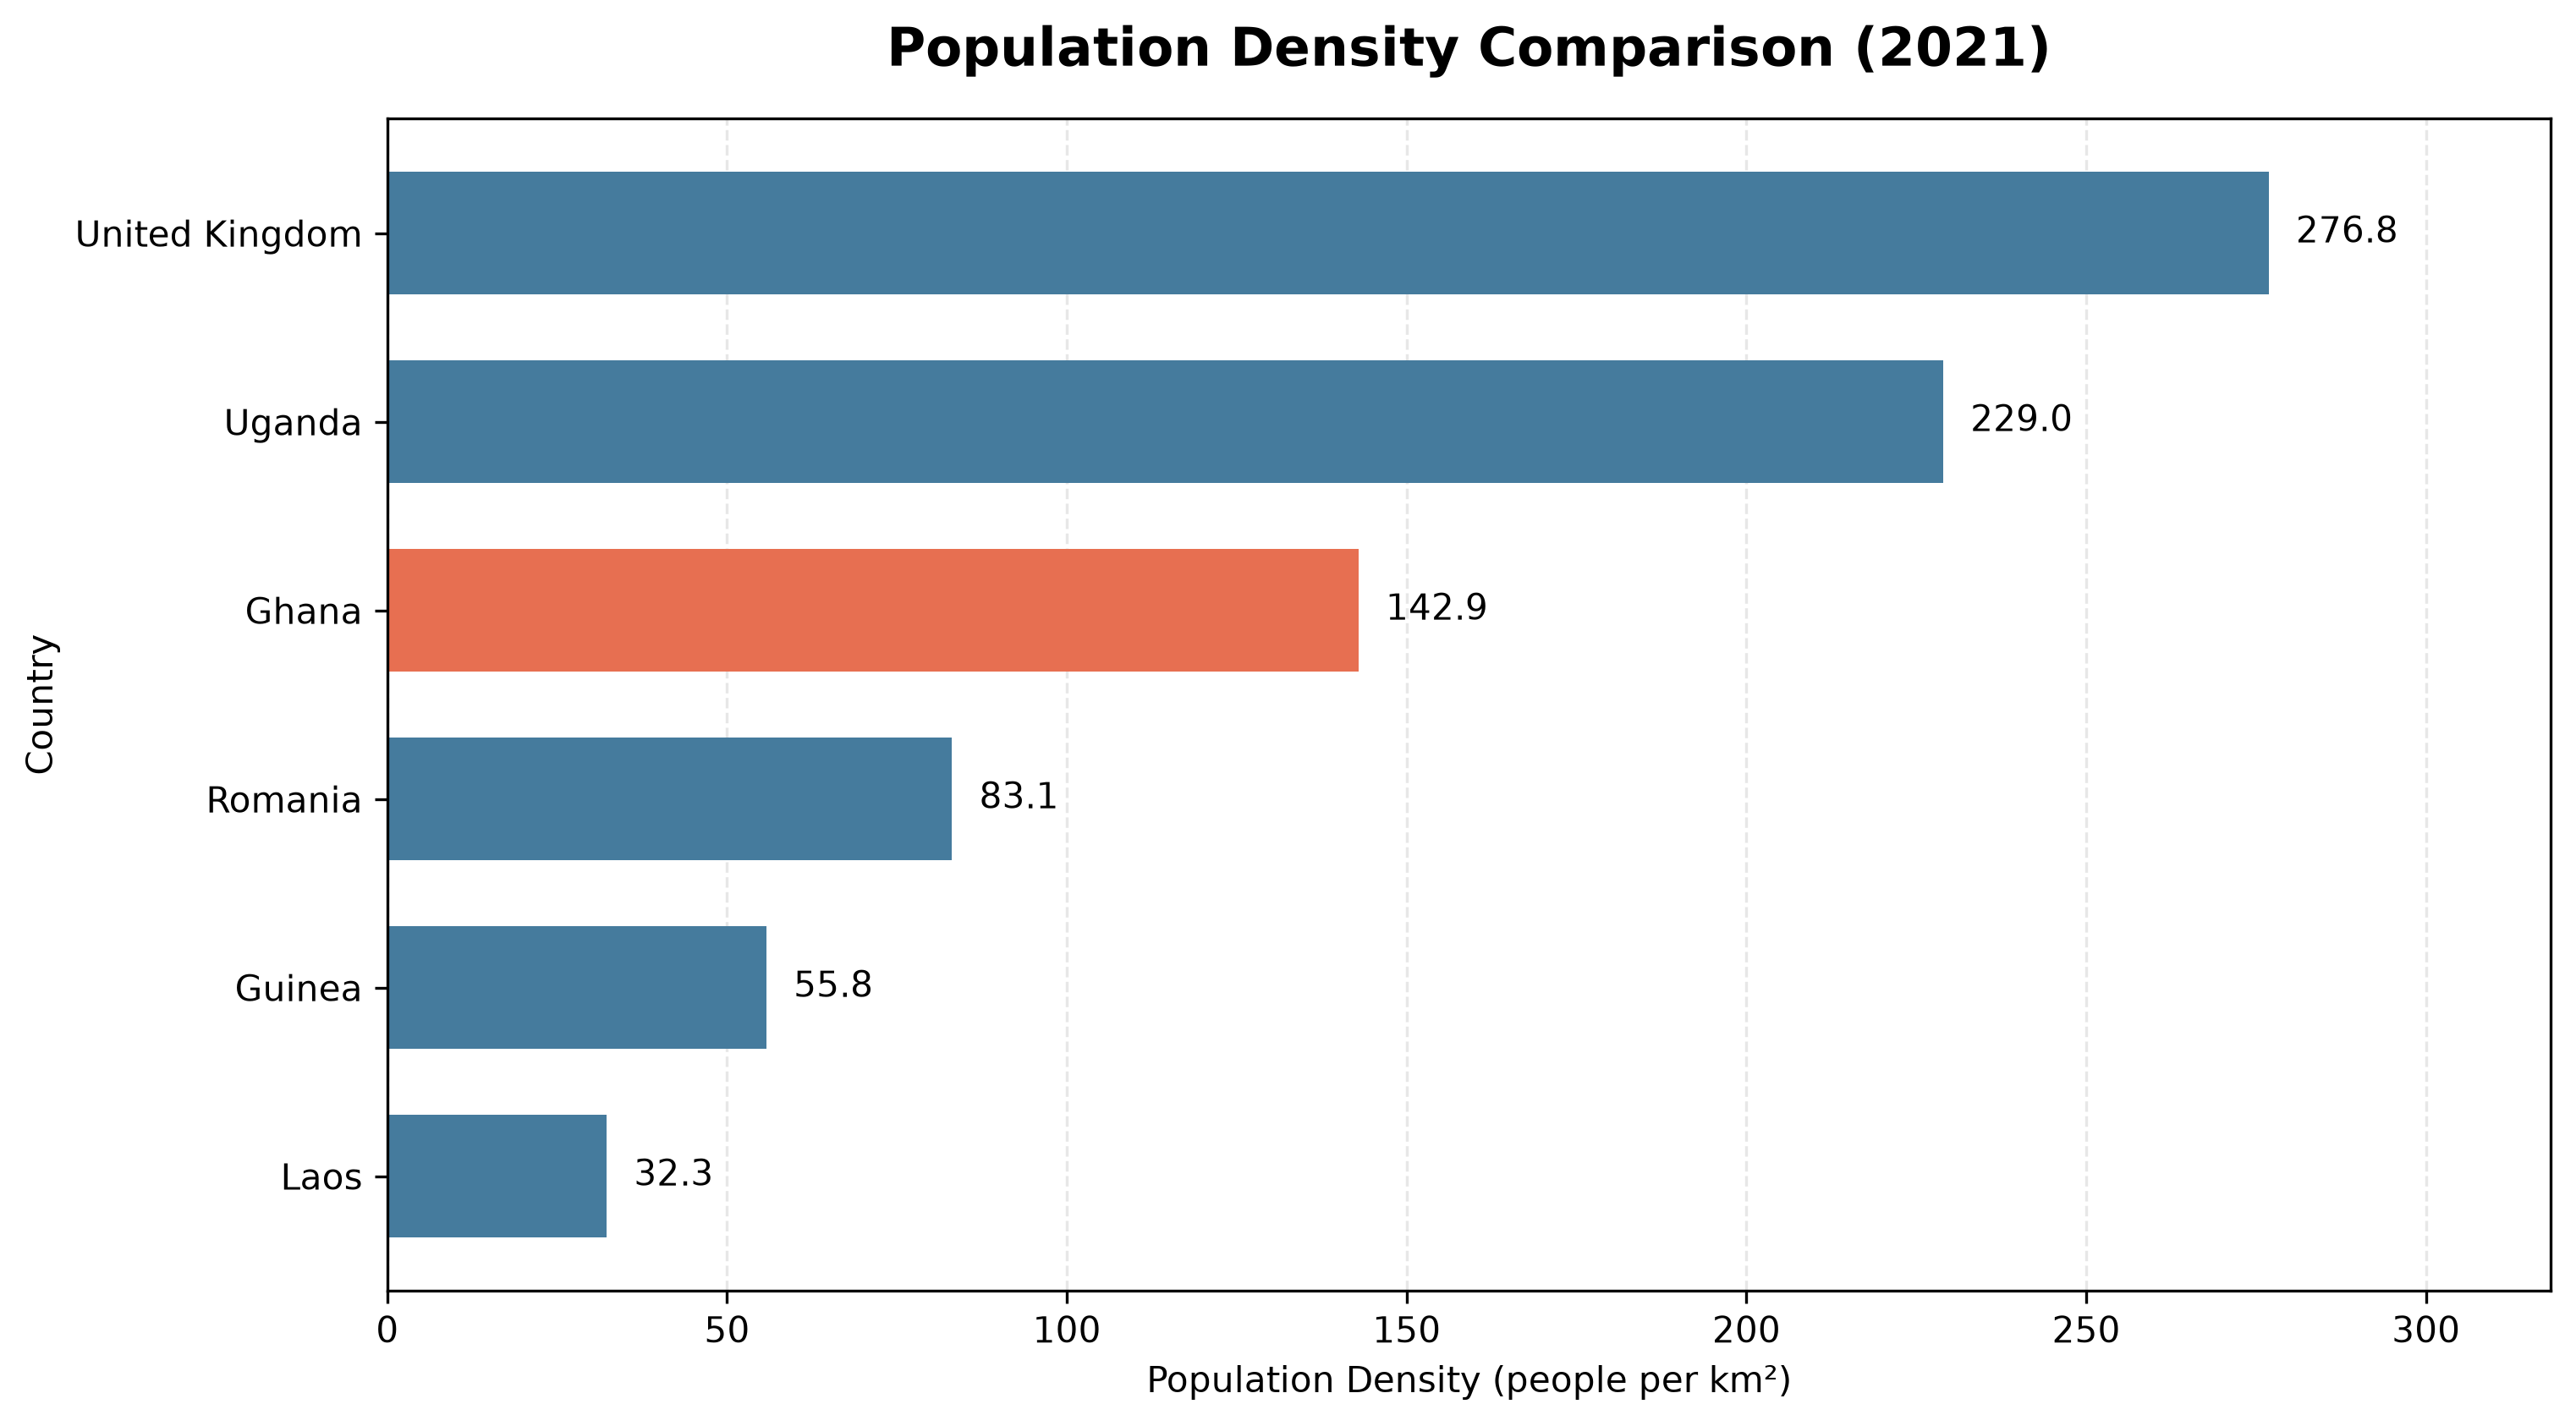 Population Density Comparison (2021)
United Kingdom
276.8
Uganda
229.0
Ghana
142.9
Romania
83.1
Guinea
55.8
Laos
32.3
Country
0
50
100
150
200
250
300
Population Density (people per km²)